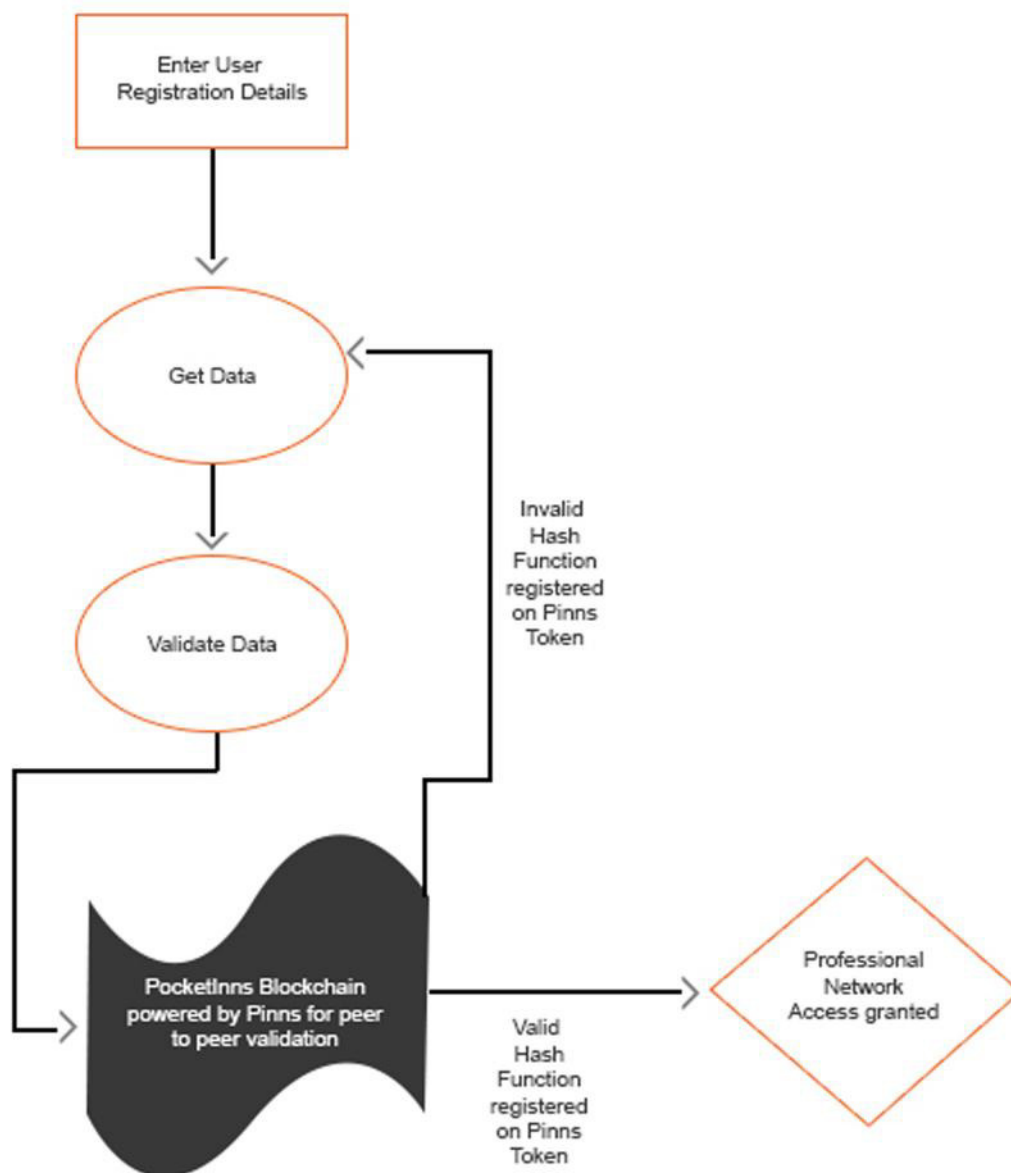 Enter User
Registration Details
Get Data
Invalid
Hash
Function
registered
on Pinns
Token
Validate Data
PocketInns Blockchain
powered by Pinns for peer
to peer validation
Valid
Hash
Function
registered
on Pinns
Token
Professional
Network
Access granted